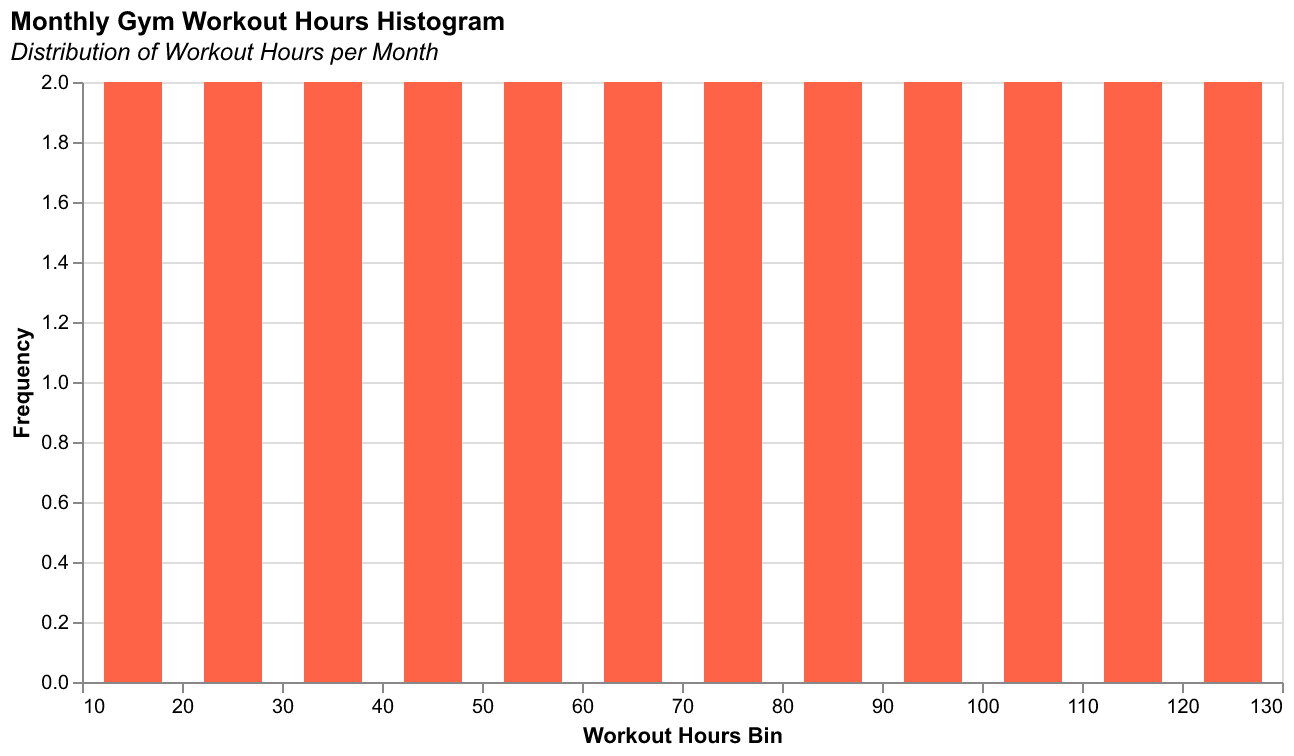 Monthly Gym Workout Hours Histogram
Distribution of Workout Hours per Month
2.0
1.8
1.6
1.4
1.2
1.0
0.8
0.6
0.4
0.2
0.0
Frequency
10 20 30 40 50 60 70 80 90 100 110 120 130
Workout Hours Bin